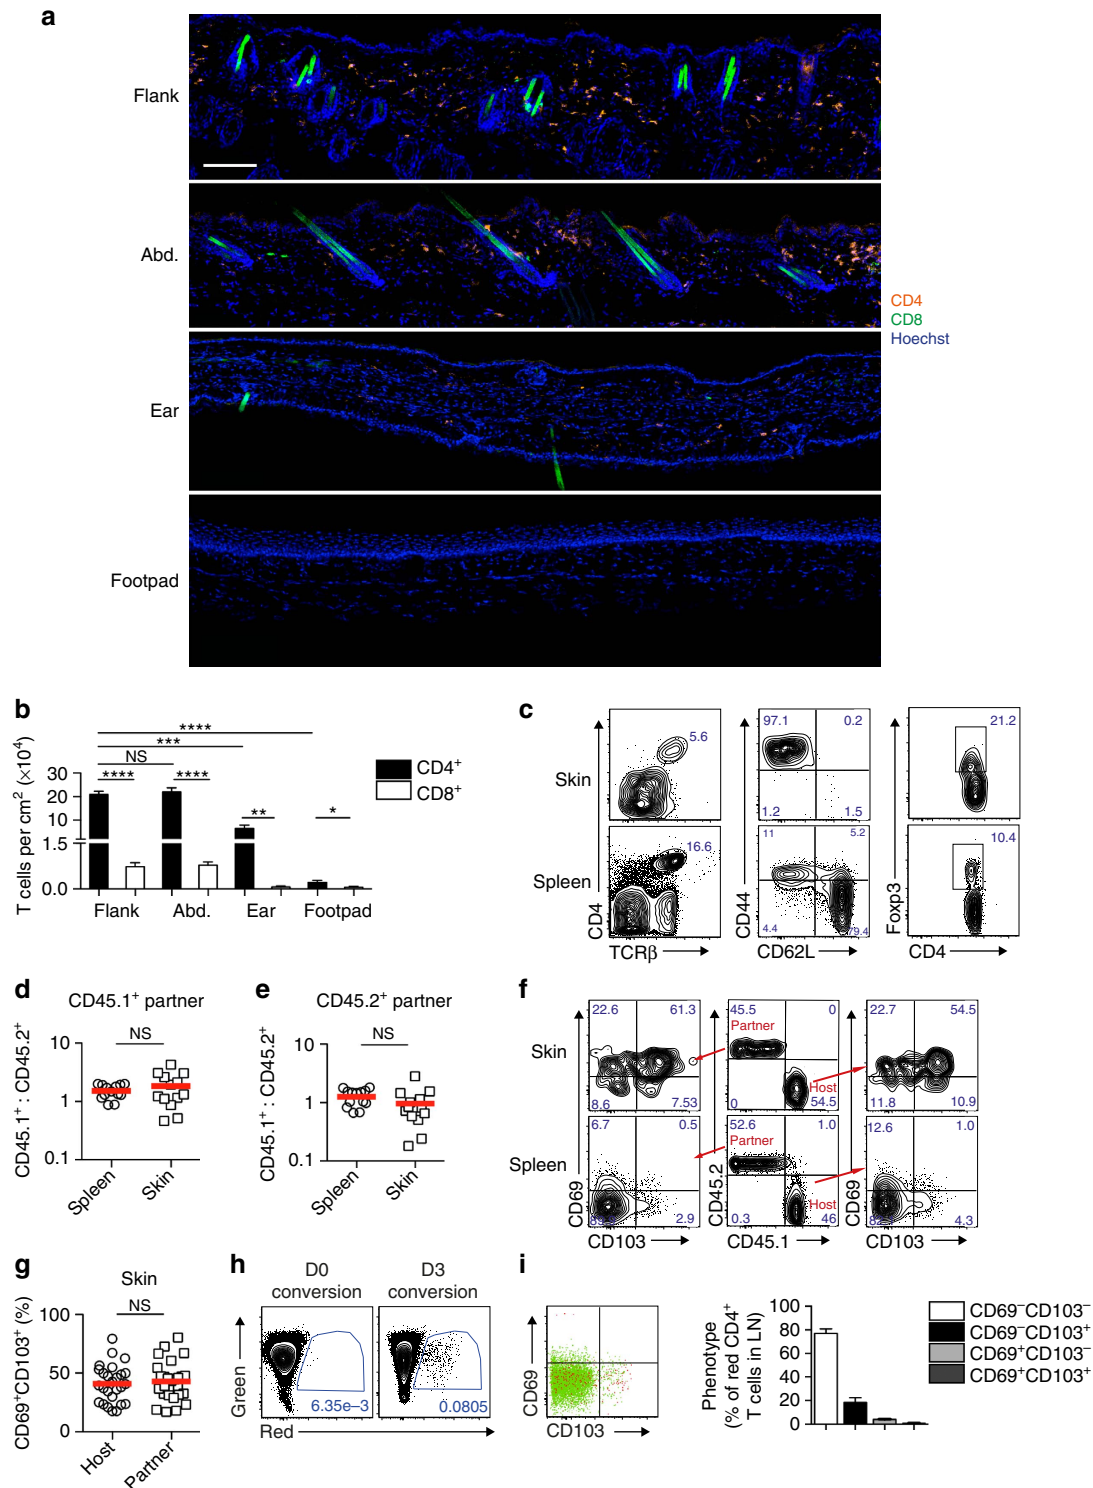 a
Flank
Abd.
Ear
Footpad
CD4
CD8
Hoechst
b
T cells per cm² (×10⁴)
30
20
10
1.5
0.0
****
***
NS
****
****
**
*
CD4⁺
CD8⁺
Flank
Abd.
Ear
Footpad
c
Skin
Spleen
5.6
16.6
CD4
TCRβ
97.1
0.2
1.2
1.5
11
5.2
4.4
79.4
CD44
CD62L
21.2
10.4
Foxp3
CD4
d
CD45.1⁺ partner
CD45.1⁺ : CD45.2⁺
10
1
0.1
NS
Spleen
Skin
e
CD45.2⁺ partner
CD45.1⁺ : CD45.2⁺
10
1
0.1
NS
Spleen
Skin
f
Skin
Spleen
22.6
61.3
8.6
7.53
6.7
0.5
2.9
CD69
CD103
45.5
0
Partner
Host
0
54.5
52.6
1.0
Partner
Host
0.3
46
CD45.2
CD45.1
22.7
54.5
11.8
10.9
12.6
1.0
4.3
CD69
CD103
g
Skin
CD69⁺CD103⁺ (%)
100
50
0
NS
Host
Partner
h
D0 conversion
D3 conversion
6.35e–3
0.0805
Green
Red
i
CD69
CD103
Phenotype
(% of red CD4⁺
T cells in LN)
100
80
60
40
20
0
CD69⁻CD103⁻
CD69⁻CD103⁺
CD69⁺CD103⁻
CD69⁺CD103⁺